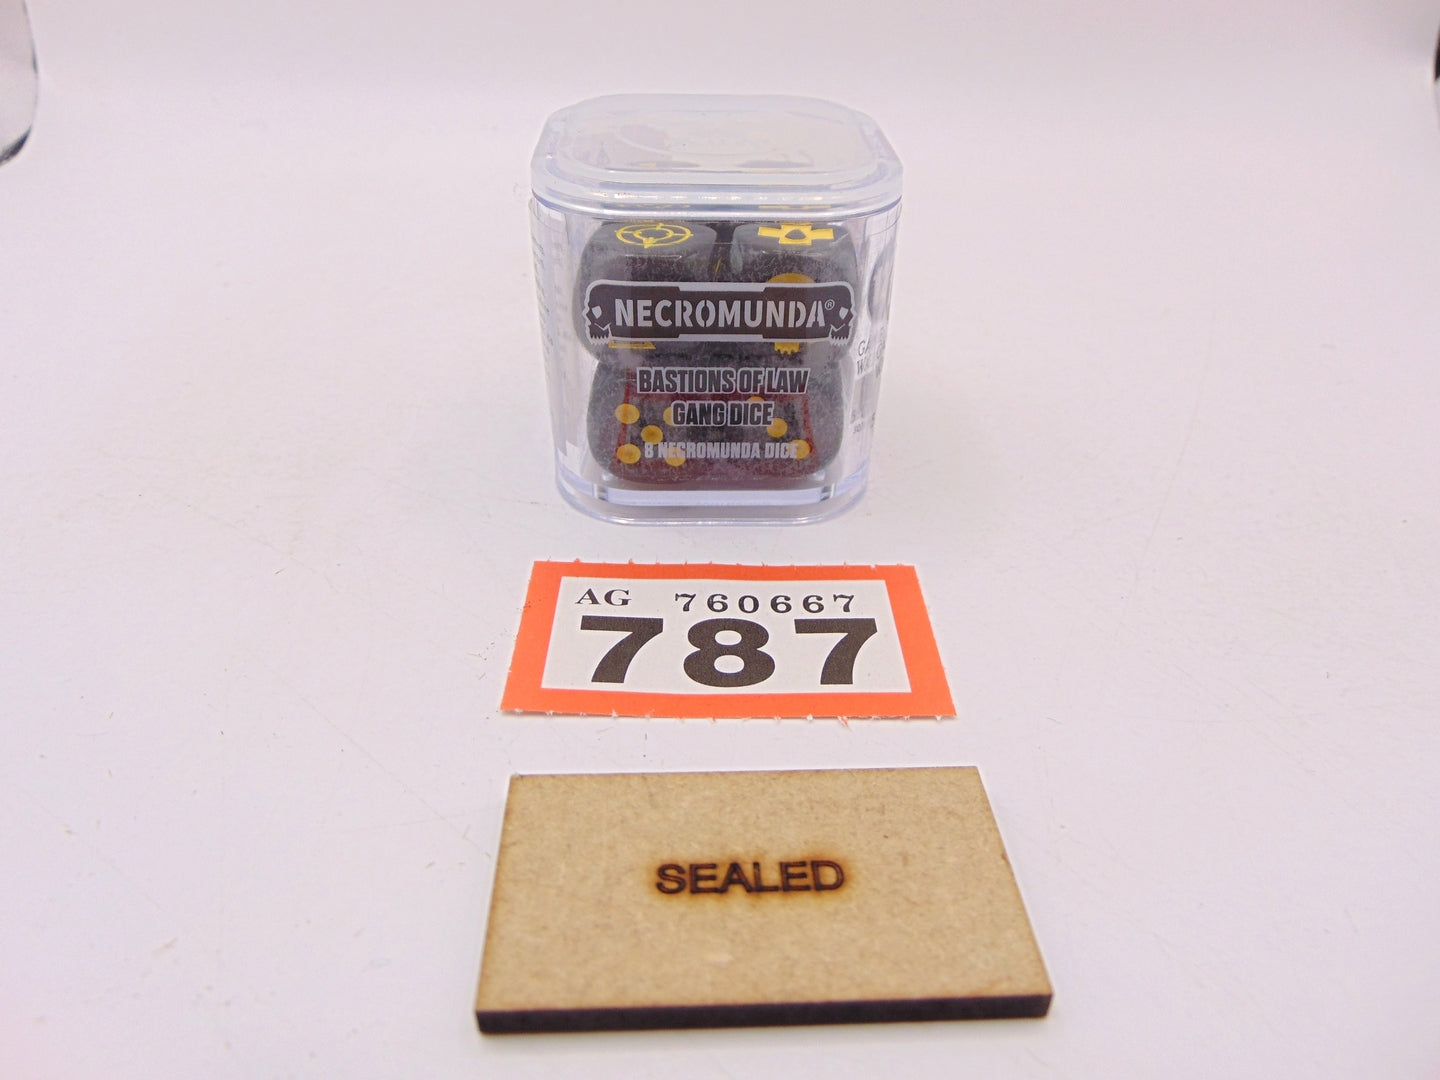 NECROMUNDA®
BASTIONS OF LAW
GANG DICE
8 NECROMUNDA DICE
AG 760667
787
SEALED